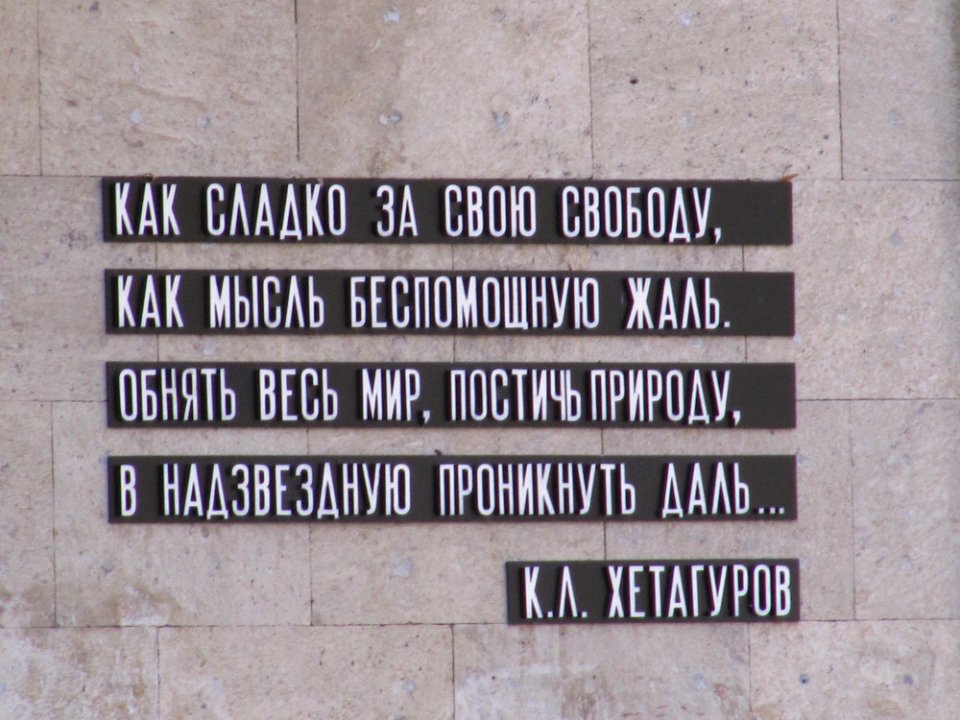 КАК СЛАДКО ЗА СВОЮ СВОБОДУ,
КАК МЫСЛЬ БЕСПОМОЩНУЮ ЖАЛЬ.
ОБНЯТЬ ВЕСЬ МИР, ПОСТИЧЬ ПРИРОДУ,
В НАДЗВЕЗДНУЮ ПРОНИКНУТЬ ДАЛЬ...
К.Л. ХЕТАГУРОВ